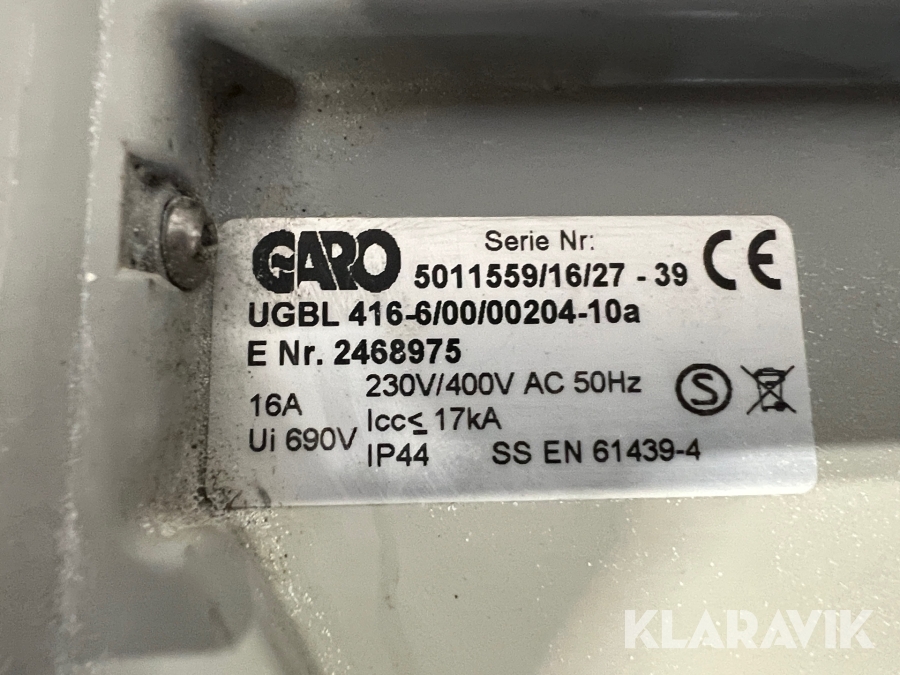 GARO
Serie Nr:
5011559/16/27 - 39
CE
UGBL 416-6/00/00204-10a
E Nr. 2468975
16A
230V/400V AC 50Hz
S
Ui 690V
Icc≤ 17kA
IP44
SS EN 61439-4
KLARAVIK